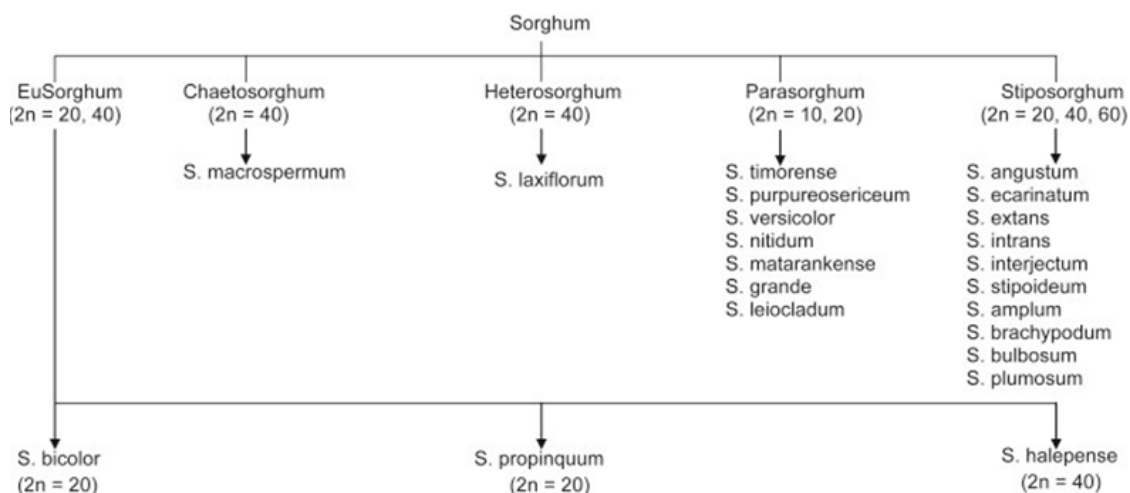 Sorghum
EuSorghum
(2n = 20, 40)
Chaetosorghum
(2n = 40)
Heterosorghum
(2n = 40)
Parasorghum
(2n = 10, 20)
Stiposorghum
(2n = 20, 40, 60)
S. macrospermum
S. laxiflorum
S. timorense
S. purpureosericeum
S. versicolor
S. nitidum
S. matarankense
S. grande
S. leiocladum
S. angustum
S. ecarinatum
S. extans
S. intrans
S. interjectum
S. stipoideum
S. amplum
S. brachypodum
S. bulbosum
S. plumosum
S. bicolor
(2n = 20)
S. propinquum
(2n = 20)
S. halepense
(2n = 40)